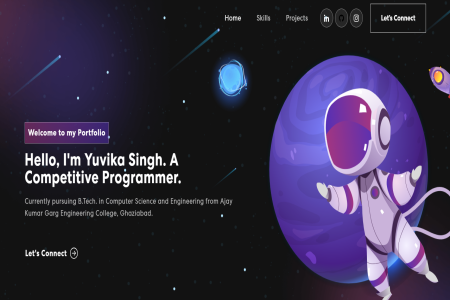 Home Skills Projects in Let's Connect
Welcome to my Portfolio
Hello, I'm Yuvika Singh. A
Competitive Programmer.
Currently pursuing B.Tech. in Computer Science and Engineering from Ajay
Kumar Garg Engineering College, Ghaziabad.
Let's Connect